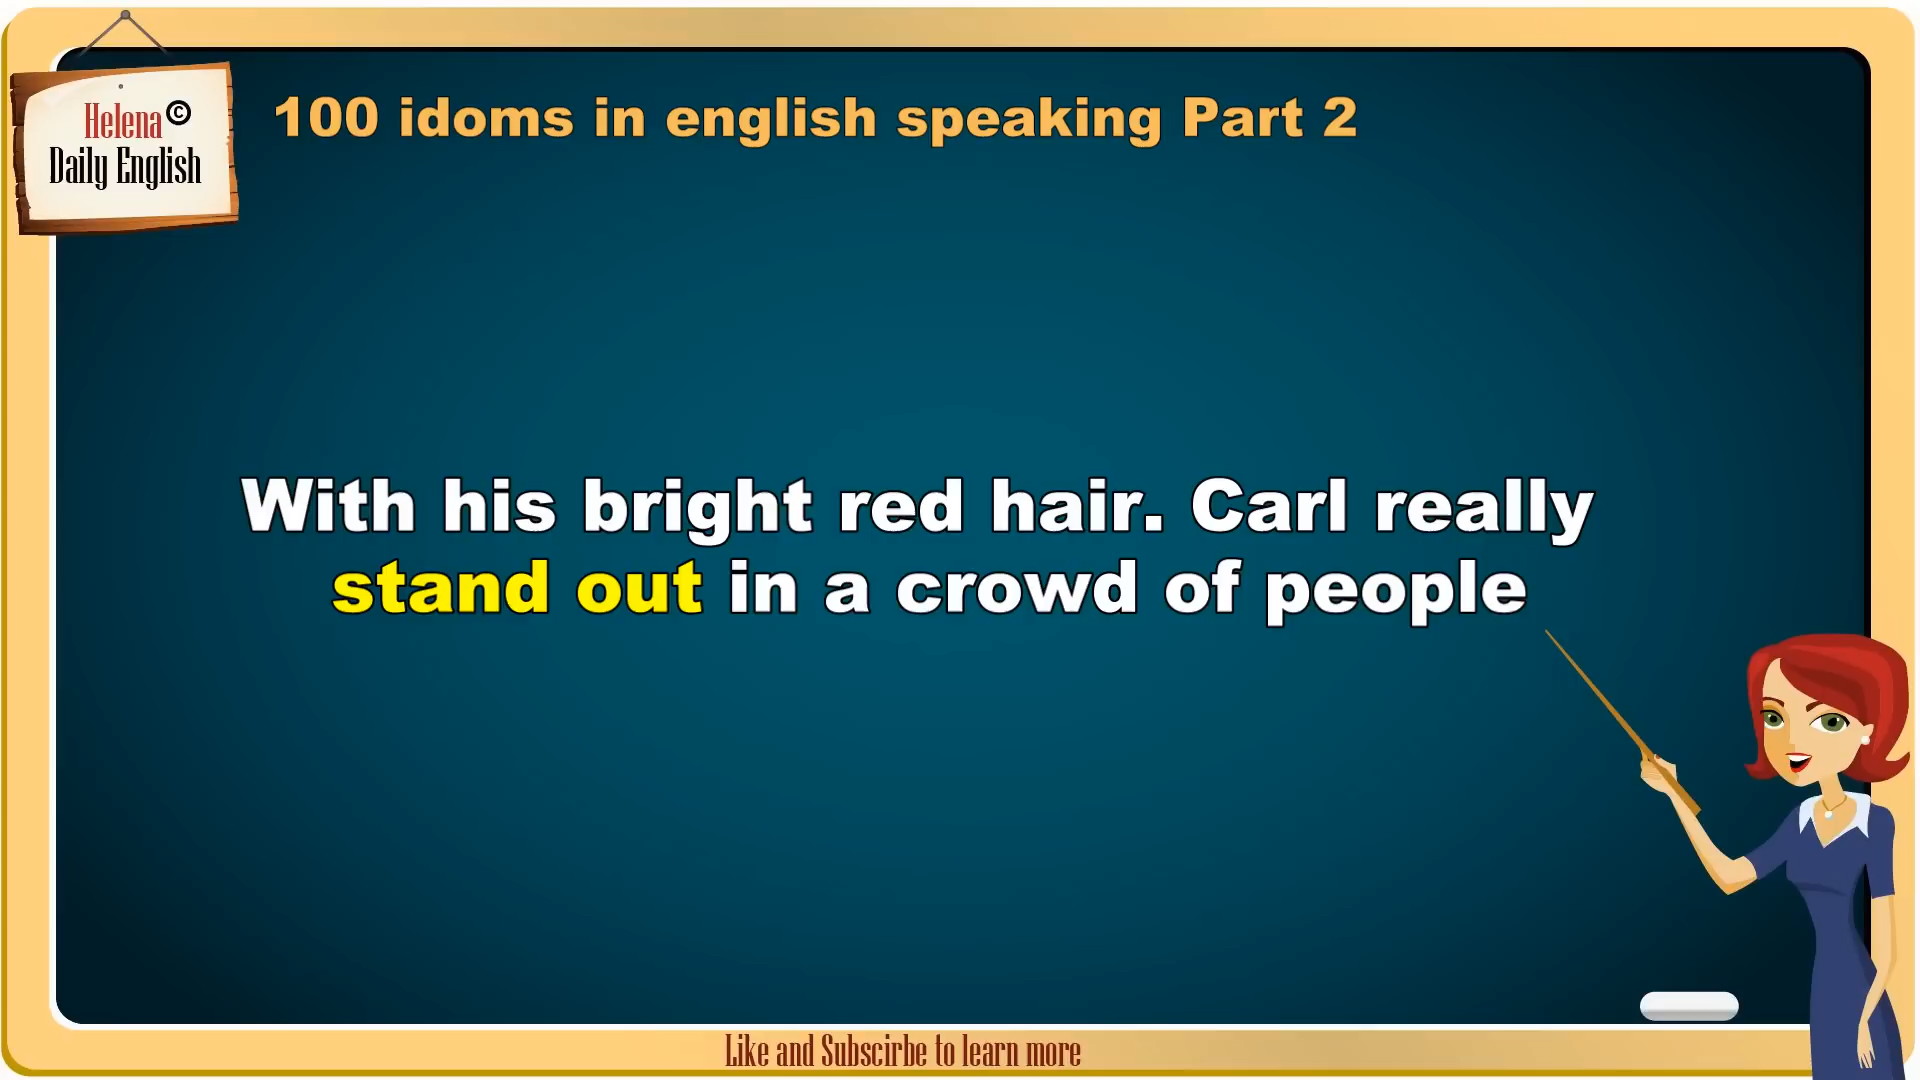 Helena ©
Daily English
100 idoms in english speaking Part 2
With his bright red hair. Carl really
stand out in a crowd of people
Like and Subscirbe to learn more